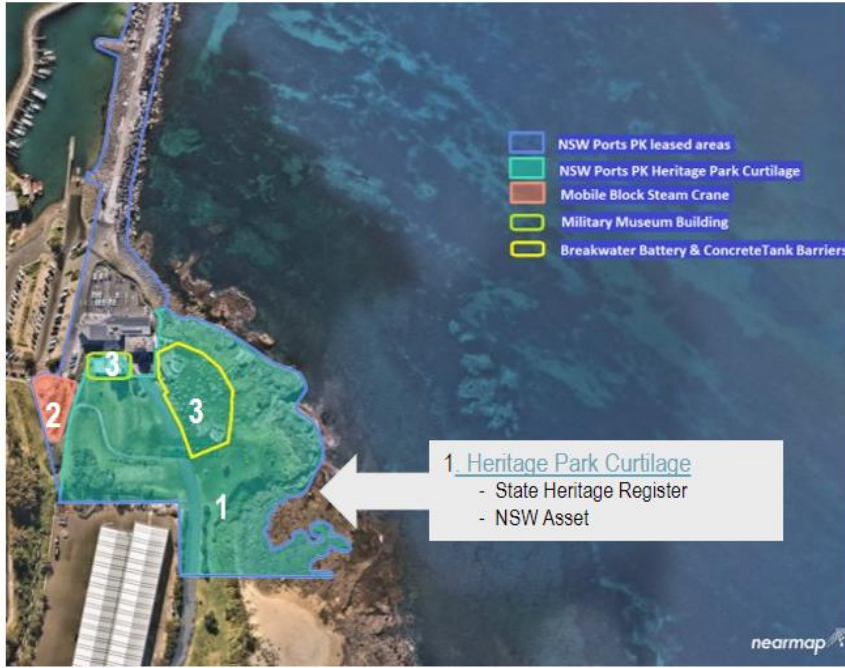 NSW Ports PK leased areas
NSW Ports PK Heritage Park Curtilage
Mobile Block Steam Crane
Military Museum Building
Breakwater Battery & ConcreteTank Barriers
3
2
3
1
1. Heritage Park Curtilage
- State Heritage Register
- NSW Asset
nearmap